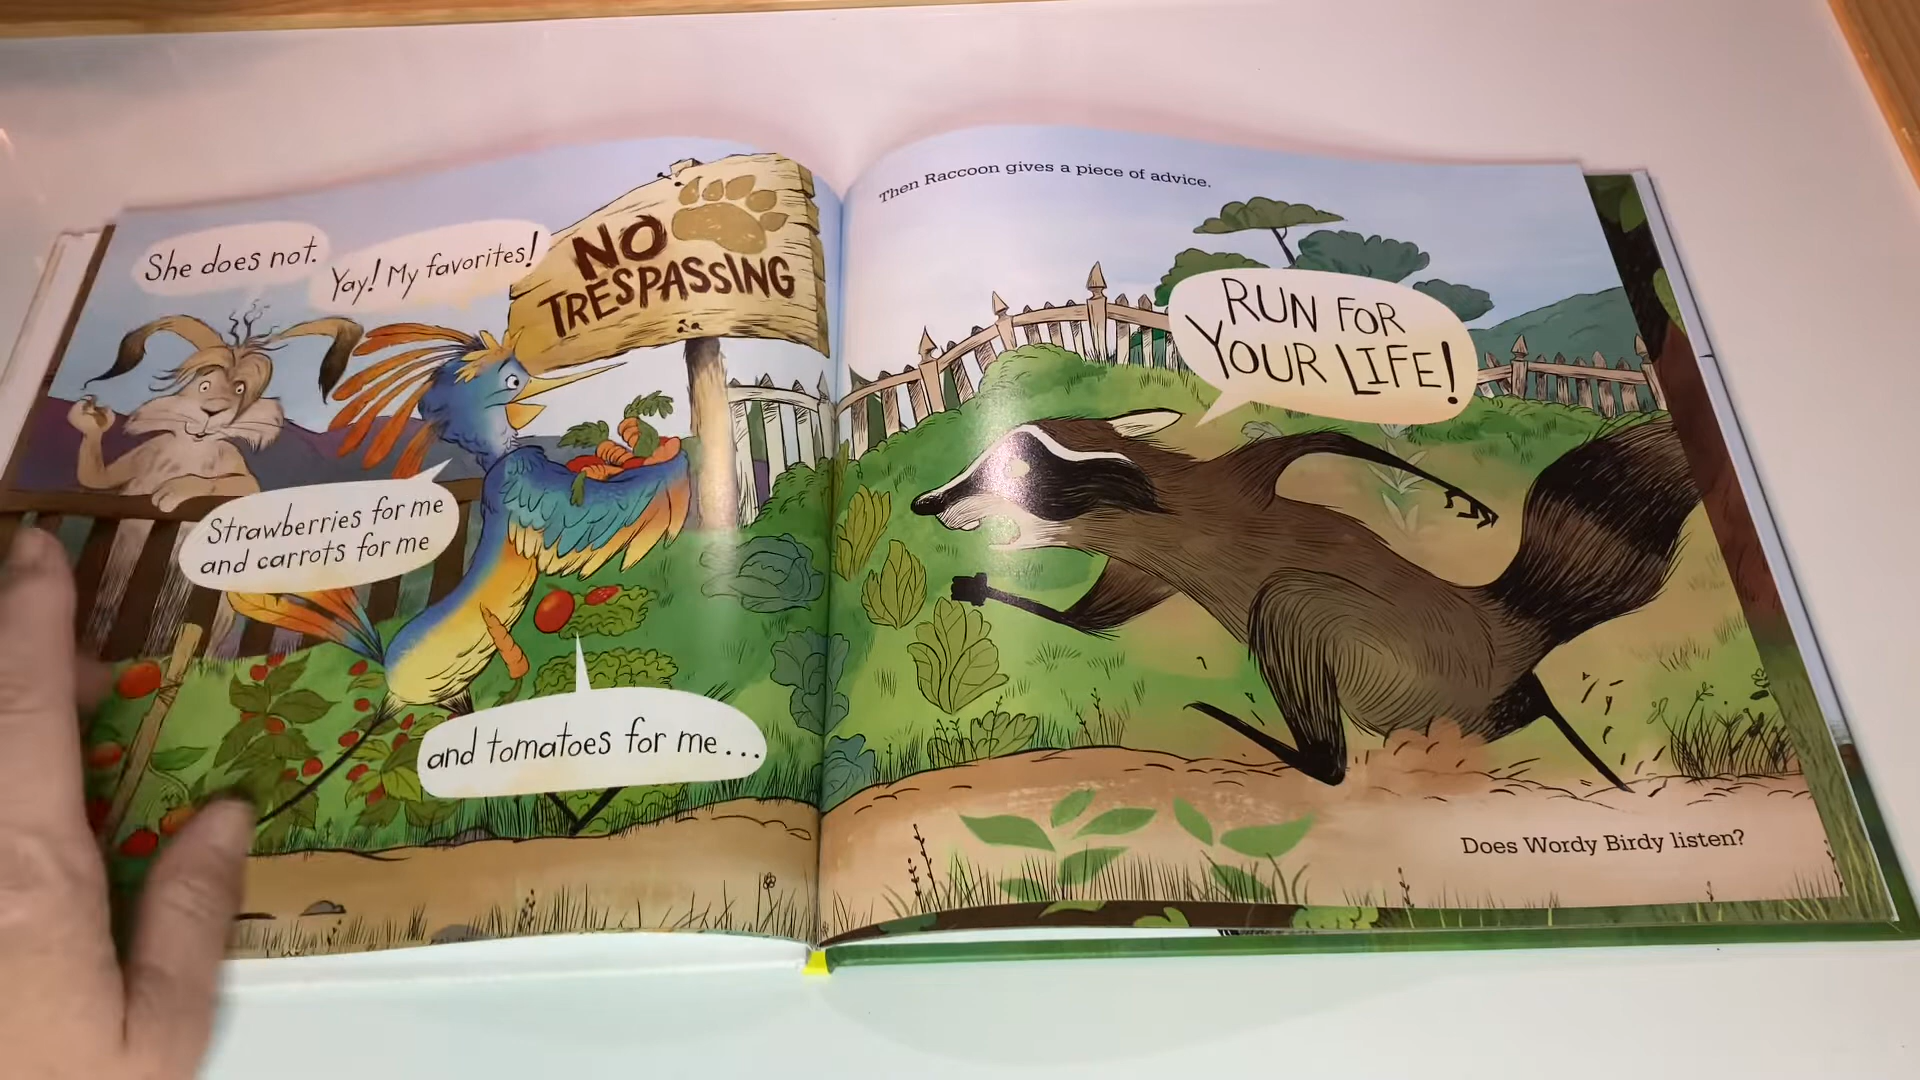 She does not.
Yay! My favorites!
NO
TRESPASSING
Strawberries for me
and carrots for me
and tomatoes for me...
Then Raccoon gives a piece of advice.
RUN FOR
YOUR LIFE!
Does Wordy Birdy listen?